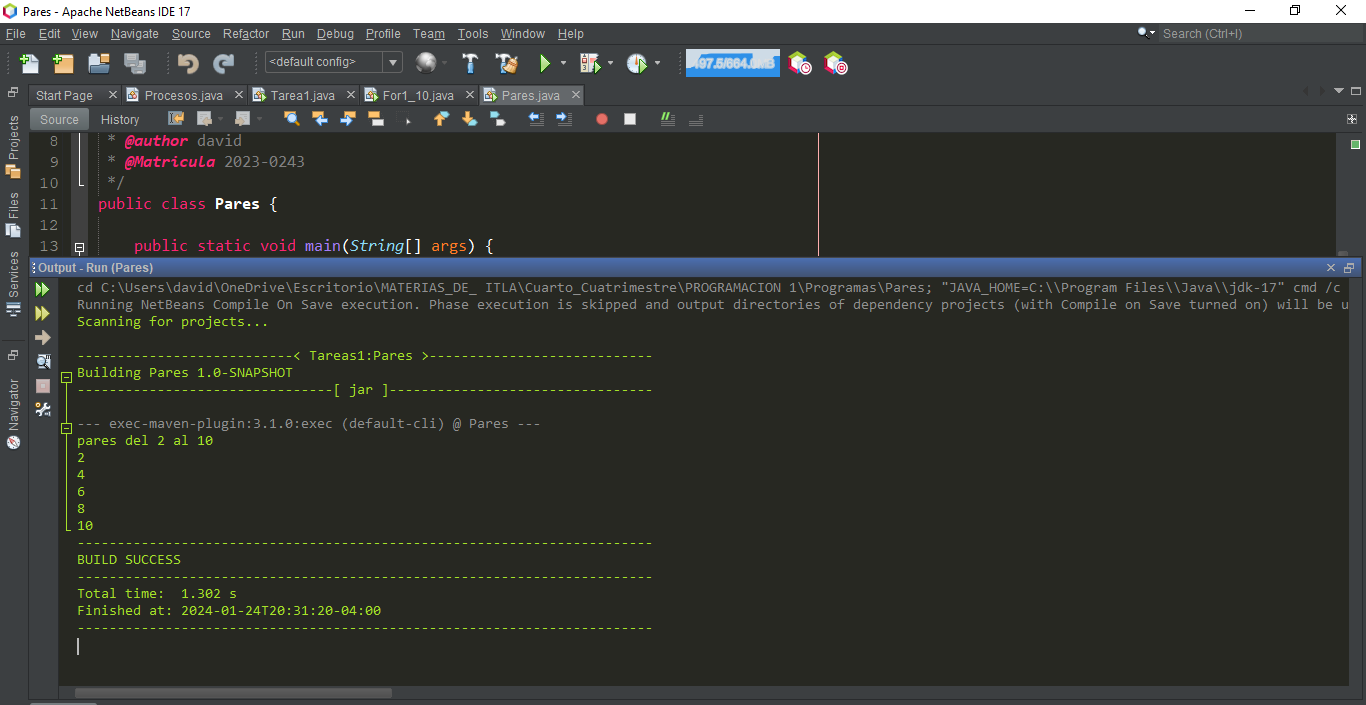 Pares - Apache NetBeans IDE 17
File Edit View Navigate Source Refactor Run Debug Profile Team Tools Window Help
Search (Ctrl+I)
<default config>
497.5/664.0MB
Start Page Procesos.java Tarea1.java For1_10.java Pares.java
Source History
Projects
Files
Services
Navigator
8 * @author david
9 * @Matricula 2023-0243
10 */
11 public class Pares {
12
13 public static void main(String[] args) {
Output - Run (Pares)
cd C:\Users\david\OneDrive\Escritorio\MATERIAS_DE_ ITLA\Cuarto_Cuatrimestre\PROGRAMACION 1\Programas\Pares; "JAVA_HOME=C:\\Program Files\\Java\\jdk-17" cmd /c
Running NetBeans Compile On Save execution. Phase execution is skipped and output directories of dependency projects (with Compile on Save turned on) will be u
Scanning for projects...
---------------------------< Tareas1:Pares >----------------------------
Building Pares 1.0-SNAPSHOT
--------------------------------[ jar ]---------------------------------
--- exec-maven-plugin:3.1.0:exec (default-cli) @ Pares ---
pares del 2 al 10
2
4
6
8
10
------------------------------------------------------------------------
BUILD SUCCESS
------------------------------------------------------------------------
Total time:  1.302 s
Finished at: 2024-01-24T20:31:20-04:00
------------------------------------------------------------------------